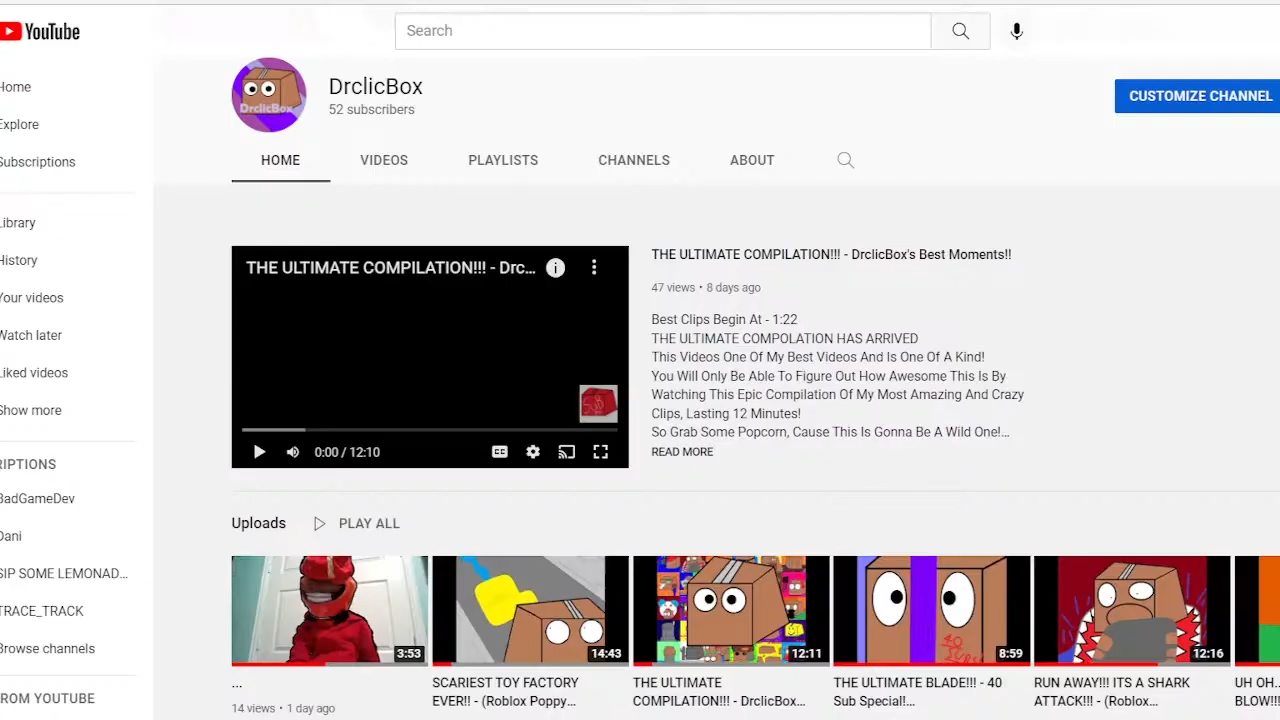 YouTube
Search
Home
DrclicBox
DrclicBox
52 subscribers
CUSTOMIZE CHANNEL
Explore
Subscriptions
HOME VIDEOS PLAYLISTS CHANNELS ABOUT
Library
History
Your videos
Watch later
Liked videos
Show more
THE ULTIMATE COMPILATION!!! - Drc...
0:00 / 12:10
CC
THE ULTIMATE COMPILATION!!! - DrclicBox's Best Moments!!
47 views • 8 days ago
Best Clips Begin At - 1:22
THE ULTIMATE COMPOLATION HAS ARRIVED
This Videos One Of My Best Videos And Is One Of A Kind!
You Will Only Be Able To Figure Out How Awesome This Is By
Watching This Epic Compilation Of My Most Amazing And Crazy
Clips, Lasting 12 Minutes!
So Grab Some Popcorn, Cause This Is Gonna Be A Wild One!...
READ MORE
RIPTIONS
BadGameDev
Dani
SIP SOME LEMONAD...
TRACE_TRACK
Browse channels
ROM YOUTUBE
Uploads PLAY ALL
3:53
14:43
12:11
8:59
12:16
...
14 views • 1 day ago
SCARIEST TOY FACTORY
EVER!! - (Roblox Poppy...
THE ULTIMATE
COMPILATION!!! - DrclicBox...
THE ULTIMATE BLADE!!! - 40
Sub Special!...
RUN AWAY!!! ITS A SHARK
ATTACK!!! - (Roblox...
UH OH..
BLOW!!!